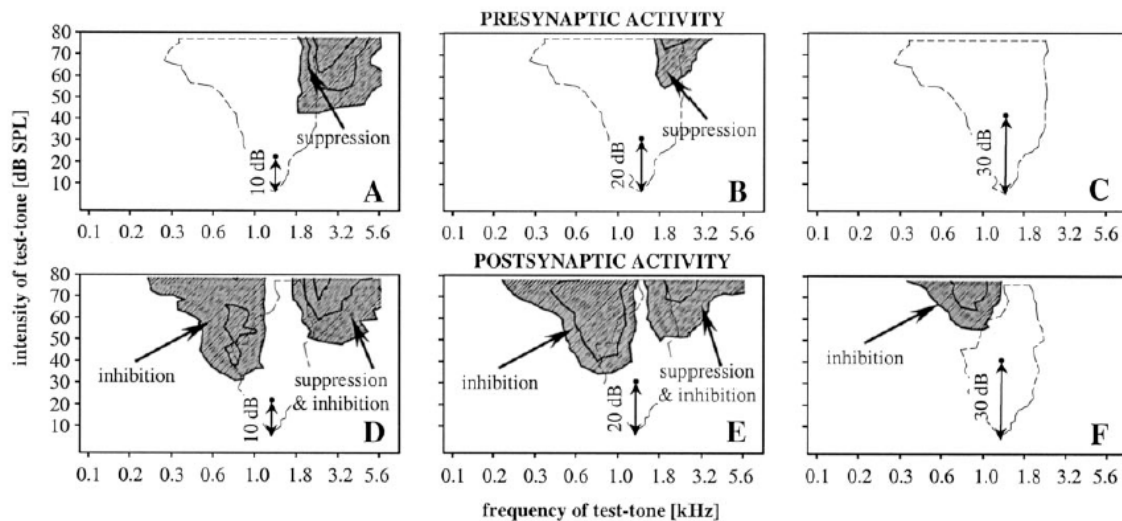 PRESYNAPTIC ACTIVITY
intensity of test-tone [dB SPL]
80
70
60
50
40
30
20
10
suppression
10 dB
A
0.1 0.2 0.3 0.6 1.0 1.8 3.2 5.6
suppression
20 dB
B
0.1 0.2 0.3 0.6 1.0 1.8 3.2 5.6
30 dB
C
0.1 0.2 0.3 0.6 1.0 1.8 3.2 5.6
POSTSYNAPTIC ACTIVITY
80
70
60
50
40
30
20
10
inhibition
suppression
& inhibition
10 dB
D
0.1 0.2 0.3 0.6 1.0 1.8 3.2 5.6
inhibition
suppression
& inhibition
20 dB
E
0.1 0.2 0.3 0.6 1.0 1.8 3.2 5.6
inhibition
30 dB
F
0.1 0.2 0.3 0.6 1.0 1.8 3.2 5.6
frequency of test-tone [kHz]